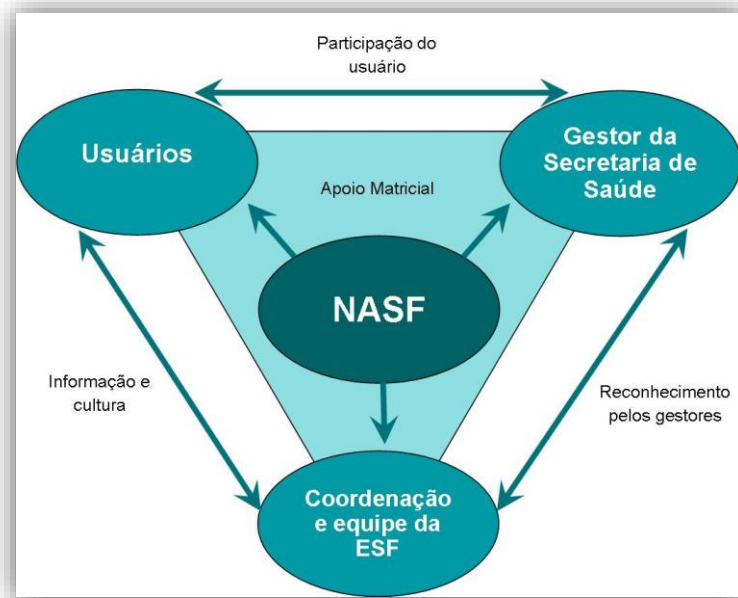 Participação do
usuário
Usuários
Gestor da
Secretaria de
Saúde
Apoio Matricial
NASF
Informação e
cultura
Reconhecimento
pelos gestores
Coordenação
e equipe da
ESF